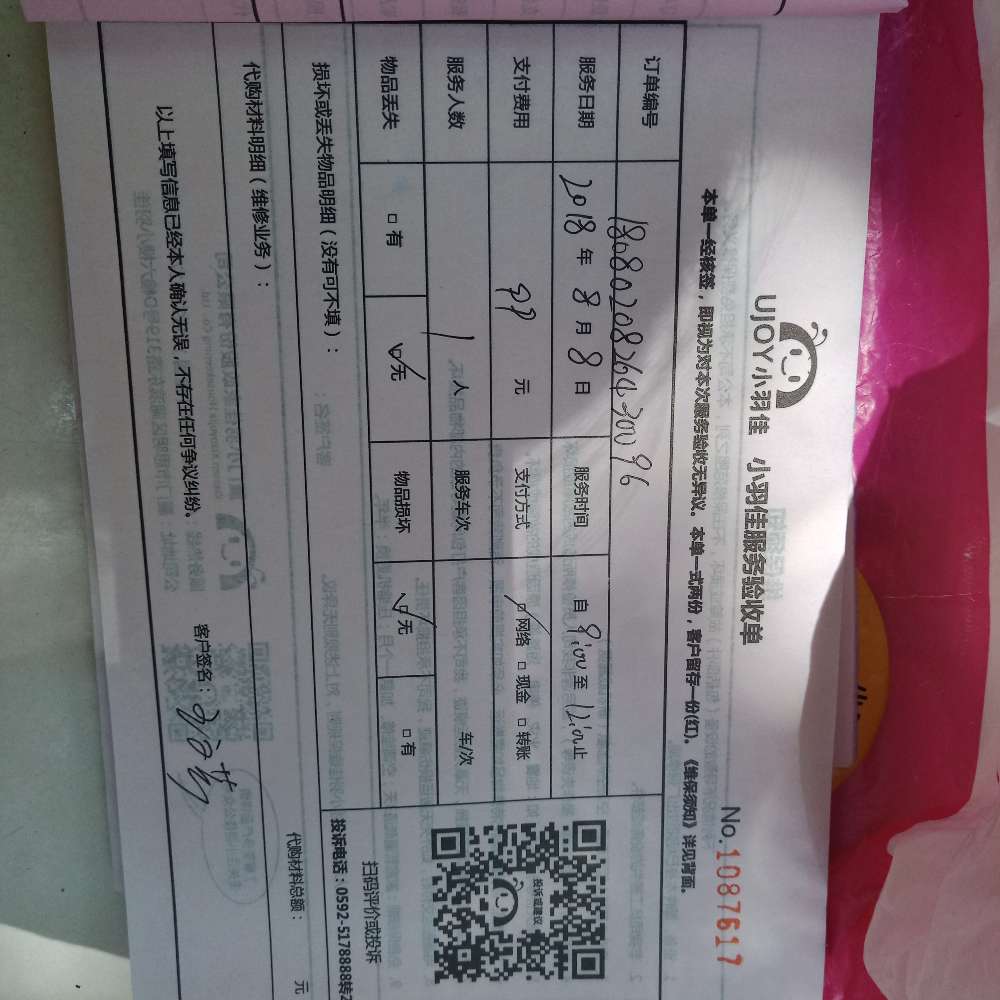 UJOY小羽佳 小羽佳服务验收单
No.1087617
本单一经核签，即视为对本次服务验收无异议。本单一式两份，客户留存一份(红)。《维保须知》详见背面。
订单编号
服务日期 2018年8月8日 服务时间 自9:00至12:00止
支付费用 99 元 支付方式 网络 □现金 □转账
服务人数 1 人 服务车次 车/次
物品丢失 □有 ☑无 物品损坏 ☑无 □有
损坏或丢失物品明细（没有可不填）：
投诉或建议
扫码评价或投诉
投诉电话：0592-5178888转2
代购材料明细（维修业务）：
代购材料总额： 元
以上填写信息已经本人确认无误，不存在任何争议纠纷。 客户签名：